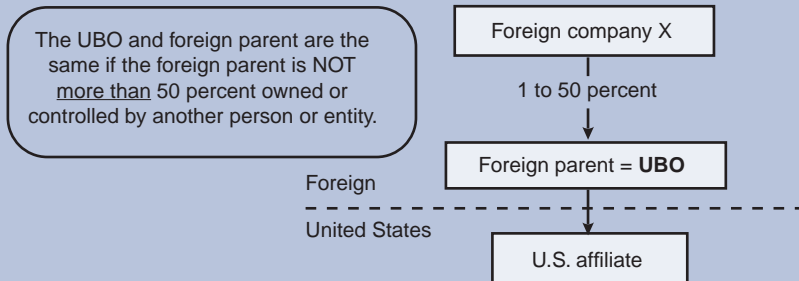 The UBO and foreign parent are the
same if the foreign parent is NOT
more than 50 percent owned or
controlled by another person or entity.
Foreign company X
1 to 50 percent
Foreign parent = UBO
Foreign
United States
U.S. affiliate